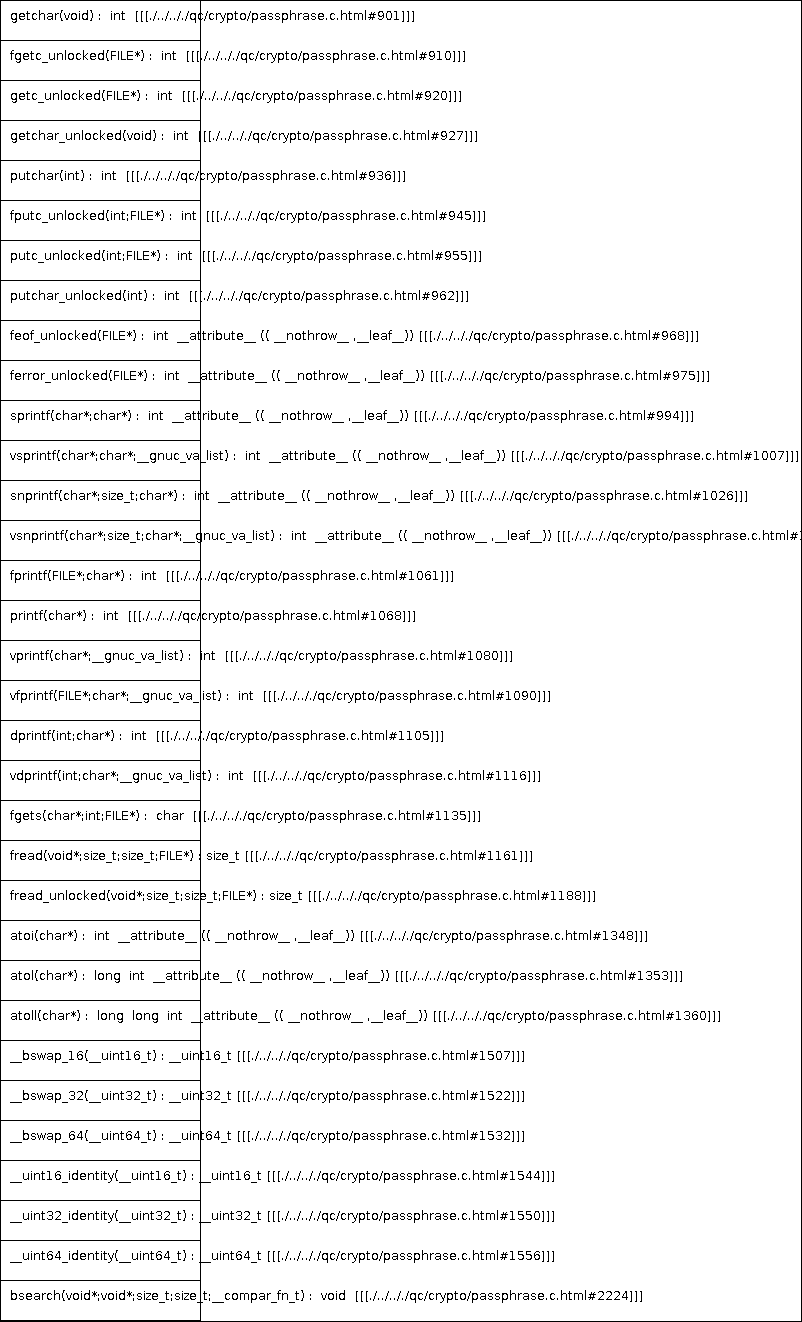 getchar(void) :  int  [[[./../.././qc/crypto/passphrase.c.html#901]]]
fgetc_unlocked(FILE*) :  int  [[[./../.././qc/crypto/passphrase.c.html#910]]]
getc_unlocked(FILE*) :  int  [[[./../.././qc/crypto/passphrase.c.html#920]]]
getchar_unlocked(void) :  int  [[[./../.././qc/crypto/passphrase.c.html#927]]]
putchar(int) :  int  [[[./../.././qc/crypto/passphrase.c.html#936]]]
fputc_unlocked(int;FILE*) :  int  [[[./../.././qc/crypto/passphrase.c.html#945]]]
putc_unlocked(int;FILE*) :  int  [[[./../.././qc/crypto/passphrase.c.html#955]]]
putchar_unlocked(int) :  int  [[[./../.././qc/crypto/passphrase.c.html#962]]]
feof_unlocked(FILE*) :  int  __attribute__ (( __nothrow__ ,__leaf__)) [[[./../.././qc/crypto/passphrase.c.html#968]]]
ferror_unlocked(FILE*) :  int  __attribute__ (( __nothrow__ ,__leaf__)) [[[./../.././qc/crypto/passphrase.c.html#975]]]
sprintf(char*;char*) :  int  __attribute__ (( __nothrow__ ,__leaf__)) [[[./../.././qc/crypto/passphrase.c.html#994]]]
vsprintf(char*;char*;__gnuc_va_list) :  int  __attribute__ (( __nothrow__ ,__leaf__)) [[[./../.././qc/crypto/passphrase.c.html#1007]]]
snprintf(char*;size_t;char*) :  int  __attribute__ (( __nothrow__ ,__leaf__)) [[[./../.././qc/crypto/passphrase.c.html#1026]]]
vsnprintf(char*;size_t;char*;__gnuc_va_list) :  int  __attribute__ (( __nothrow__ ,__leaf__)) [[[./../.././qc/crypto/passphrase.c.html#
fprintf(FILE*;char*) :  int  [[[./../.././qc/crypto/passphrase.c.html#1061]]]
printf(char*) :  int  [[[./../.././qc/crypto/passphrase.c.html#1068]]]
vprintf(char*;__gnuc_va_list) :  int  [[[./../.././qc/crypto/passphrase.c.html#1080]]]
vfprintf(FILE*;char*;__gnuc_va_list) :  int  [[[./../.././qc/crypto/passphrase.c.html#1090]]]
dprintf(int;char*) :  int  [[[./../.././qc/crypto/passphrase.c.html#1105]]]
vdprintf(int;char*;__gnuc_va_list) :  int  [[[./../.././qc/crypto/passphrase.c.html#1116]]]
fgets(char*;int;FILE*) :  char  [[[./../.././qc/crypto/passphrase.c.html#1135]]]
fread(void*;size_t;size_t;FILE*) : size_t [[[./../.././qc/crypto/passphrase.c.html#1161]]]
fread_unlocked(void*;size_t;size_t;FILE*) : size_t [[[./../.././qc/crypto/passphrase.c.html#1188]]]
atoi(char*) :  int  __attribute__ (( __nothrow__ ,__leaf__)) [[[./../.././qc/crypto/passphrase.c.html#1348]]]
atol(char*) :  long  int  __attribute__ (( __nothrow__ ,__leaf__)) [[[./../.././qc/crypto/passphrase.c.html#1353]]]
atoll(char*) :  long  long  int  __attribute__ (( __nothrow__ ,__leaf__)) [[[./../.././qc/crypto/passphrase.c.html#1360]]]
__bswap_16(__uint16_t) : __uint16_t [[[./../.././qc/crypto/passphrase.c.html#1507]]]
__bswap_32(__uint32_t) : __uint32_t [[[./../.././qc/crypto/passphrase.c.html#1522]]]
__bswap_64(__uint64_t) : __uint64_t [[[./../.././qc/crypto/passphrase.c.html#1532]]]
__uint16_identity(__uint16_t) : __uint16_t [[[./../.././qc/crypto/passphrase.c.html#1544]]]
__uint32_identity(__uint32_t) : __uint32_t [[[./../.././qc/crypto/passphrase.c.html#1550]]]
__uint64_identity(__uint64_t) : __uint64_t [[[./../.././qc/crypto/passphrase.c.html#1556]]]
bsearch(void*;void*;size_t;size_t;__compar_fn_t) :  void  [[[./../.././qc/crypto/passphrase.c.html#2224]]]